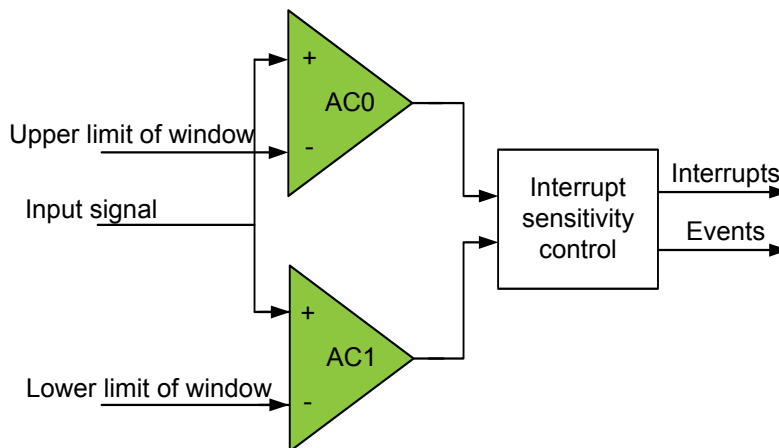 +
AC0
-
Upper limit of window
Input signal
Interrupt
sensitivity
control
Interrupts
Events
+
AC1
-
Lower limit of window